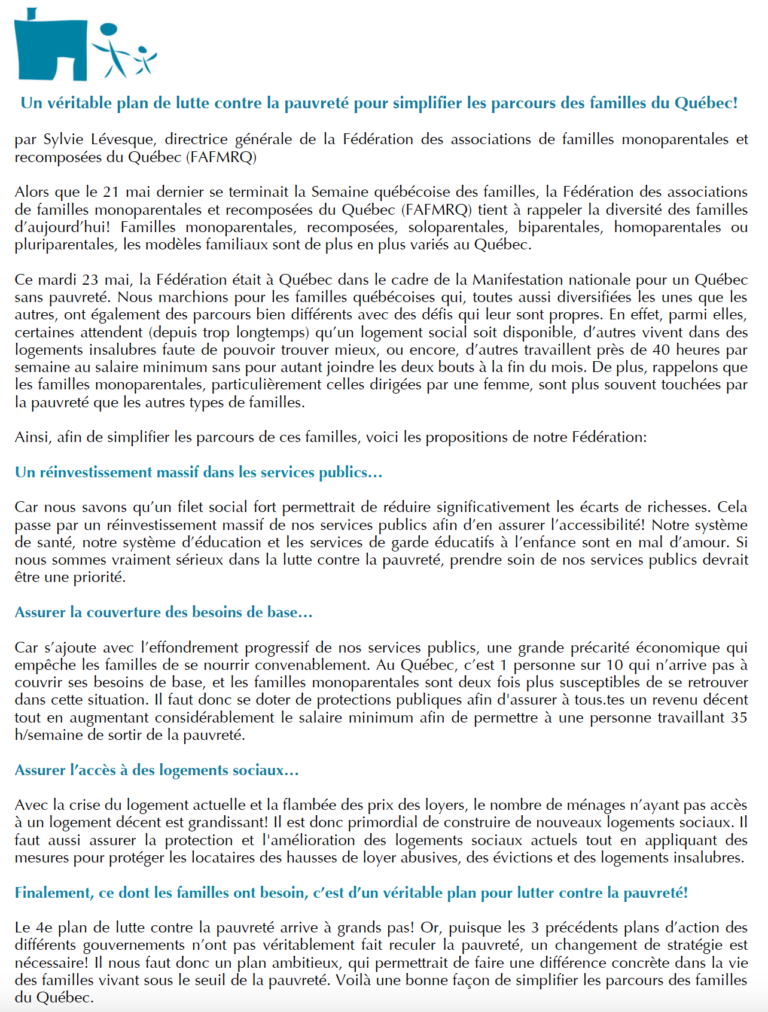 Un véritable plan de lutte contre la pauvreté pour simplifier les parcours des familles du Québec!
par Sylvie Lévesque, directrice générale de la Fédération des associations de familles monoparentales et
recomposées du Québec (FAFMRQ)
Alors que le 21 mai dernier se terminait la Semaine québécoise des familles, la Fédération des associations
de familles monoparentales et recomposées du Québec (FAFMRQ) tient à rappeler la diversité des familles
d'aujourd'hui! Familles monoparentales, recomposées, soloparentales, biparentales, homoparentales ou
pluriparentales, les modèles familiaux sont de plus en plus variés au Québec.
Ce mardi 23 mai, la Fédération était à Québec dans le cadre de la Manifestation nationale pour un Québec
sans pauvreté. Nous marchions pour les familles québécoises qui, toutes aussi diversifiées les unes que les
autres, ont également des parcours bien différents avec des défis qui leur sont propres. En effet, parmi elles,
certaines attendent (depuis trop longtemps) qu'un logement social soit disponible, d'autres vivent dans des
logements insalubres faute de pouvoir trouver mieux, ou encore, d'autres travaillent près de 40 heures par
semaine au salaire minimum sans pour autant joindre les deux bouts à la fin du mois. De plus, rappelons que
les familles monoparentales, particulièrement celles dirigées par une femme, sont plus souvent touchées par
la pauvreté que les autres types de familles.
Ainsi, afin de simplifier les parcours de ces familles, voici les propositions de notre Fédération:
Un réinvestissement massif dans les services publics…
Car nous savons qu'un filet social fort permettrait de réduire significativement les écarts de richesses. Cela
passe par un réinvestissement massif de nos services publics afin d'en assurer l'accessibilité! Notre système
de santé, notre système d'éducation et les services de garde éducatifs à l'enfance sont en mal d'amour. Si
nous sommes vraiment sérieux dans la lutte contre la pauvreté, prendre soin de nos services publics devrait
être une priorité.
Assurer la couverture des besoins de base…
Car s'ajoute avec l'effondrement progressif de nos services publics, une grande précarité économique qui
empêche les familles de se nourrir convenablement. Au Québec, c'est 1 personne sur 10 qui n'arrive pas à
couvrir ses besoins de base, et les familles monoparentales sont deux fois plus susceptibles de se retrouver
dans cette situation. Il faut donc se doter de protections publiques afin d'assurer à tous.tes un revenu décent
tout en augmentant considérablement le salaire minimum afin de permettre à une personne travaillant 35
h/semaine de sortir de la pauvreté.
Assurer l'accès à des logements sociaux…
Avec la crise du logement actuelle et la flambée des prix des loyers, le nombre de ménages n'ayant pas accès
à un logement décent est grandissant! Il est donc primordial de construire de nouveaux logements sociaux. Il
faut aussi assurer la protection et l'amélioration des logements sociaux actuels tout en appliquant des
mesures pour protéger les locataires des hausses de loyer abusives, des évictions et des logements insalubres.
Finalement, ce dont les familles ont besoin, c'est d'un véritable plan pour lutter contre la pauvreté!
Le 4e plan de lutte contre la pauvreté arrive à grands pas! Or, puisque les 3 précédents plans d'action des
différents gouvernements n'ont pas véritablement fait reculer la pauvreté, un changement de stratégie est
nécessaire! Il nous faut donc un plan ambitieux, qui permettrait de faire une différence concrète dans la vie
des familles vivant sous le seuil de la pauvreté. Voilà une bonne façon de simplifier les parcours des familles
du Québec.